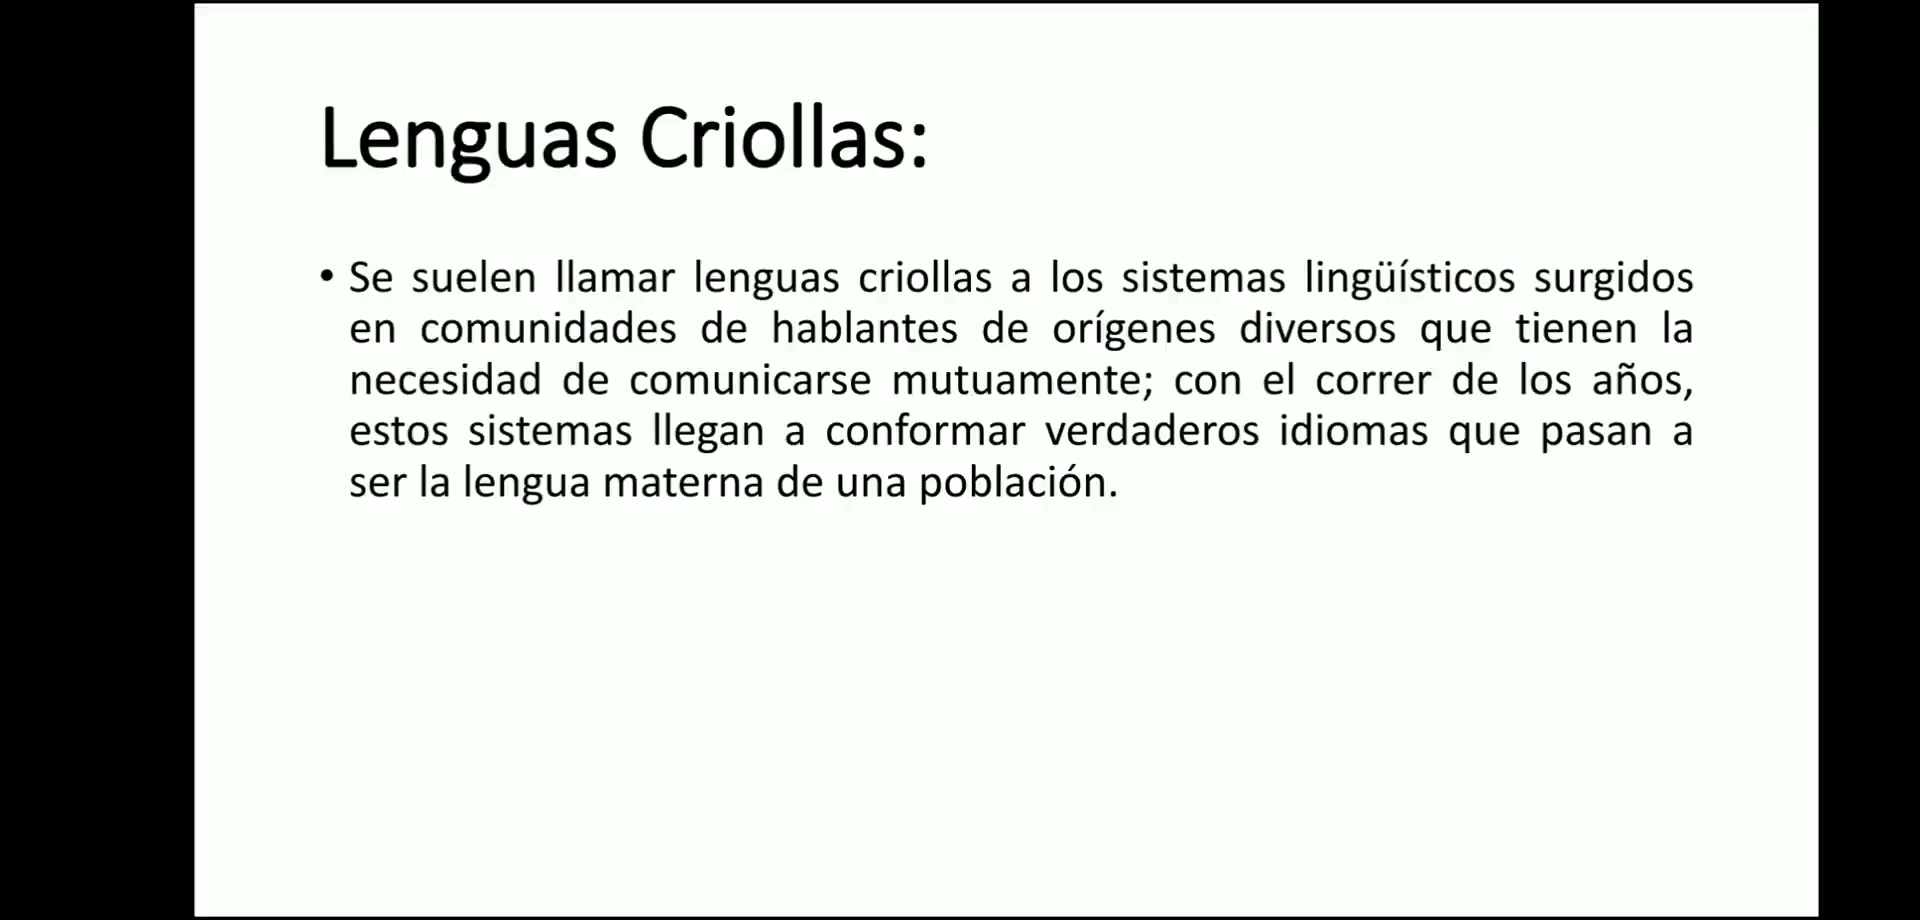 Lenguas Criollas:
• Se suelen llamar lenguas criollas a los sistemas lingüísticos surgidos
en comunidades de hablantes de orígenes diversos que tienen la
necesidad de comunicarse mutuamente; con el correr de los años,
estos sistemas llegan a conformar verdaderos idiomas que pasan a
ser la lengua materna de una población.